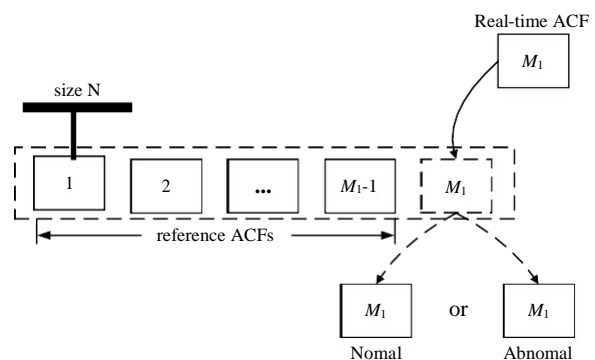 Real-time ACF
M₁
size N
1
2
...
M₁-1
M₁
reference ACFs
M₁
or
M₁
Nomal
Abnomal